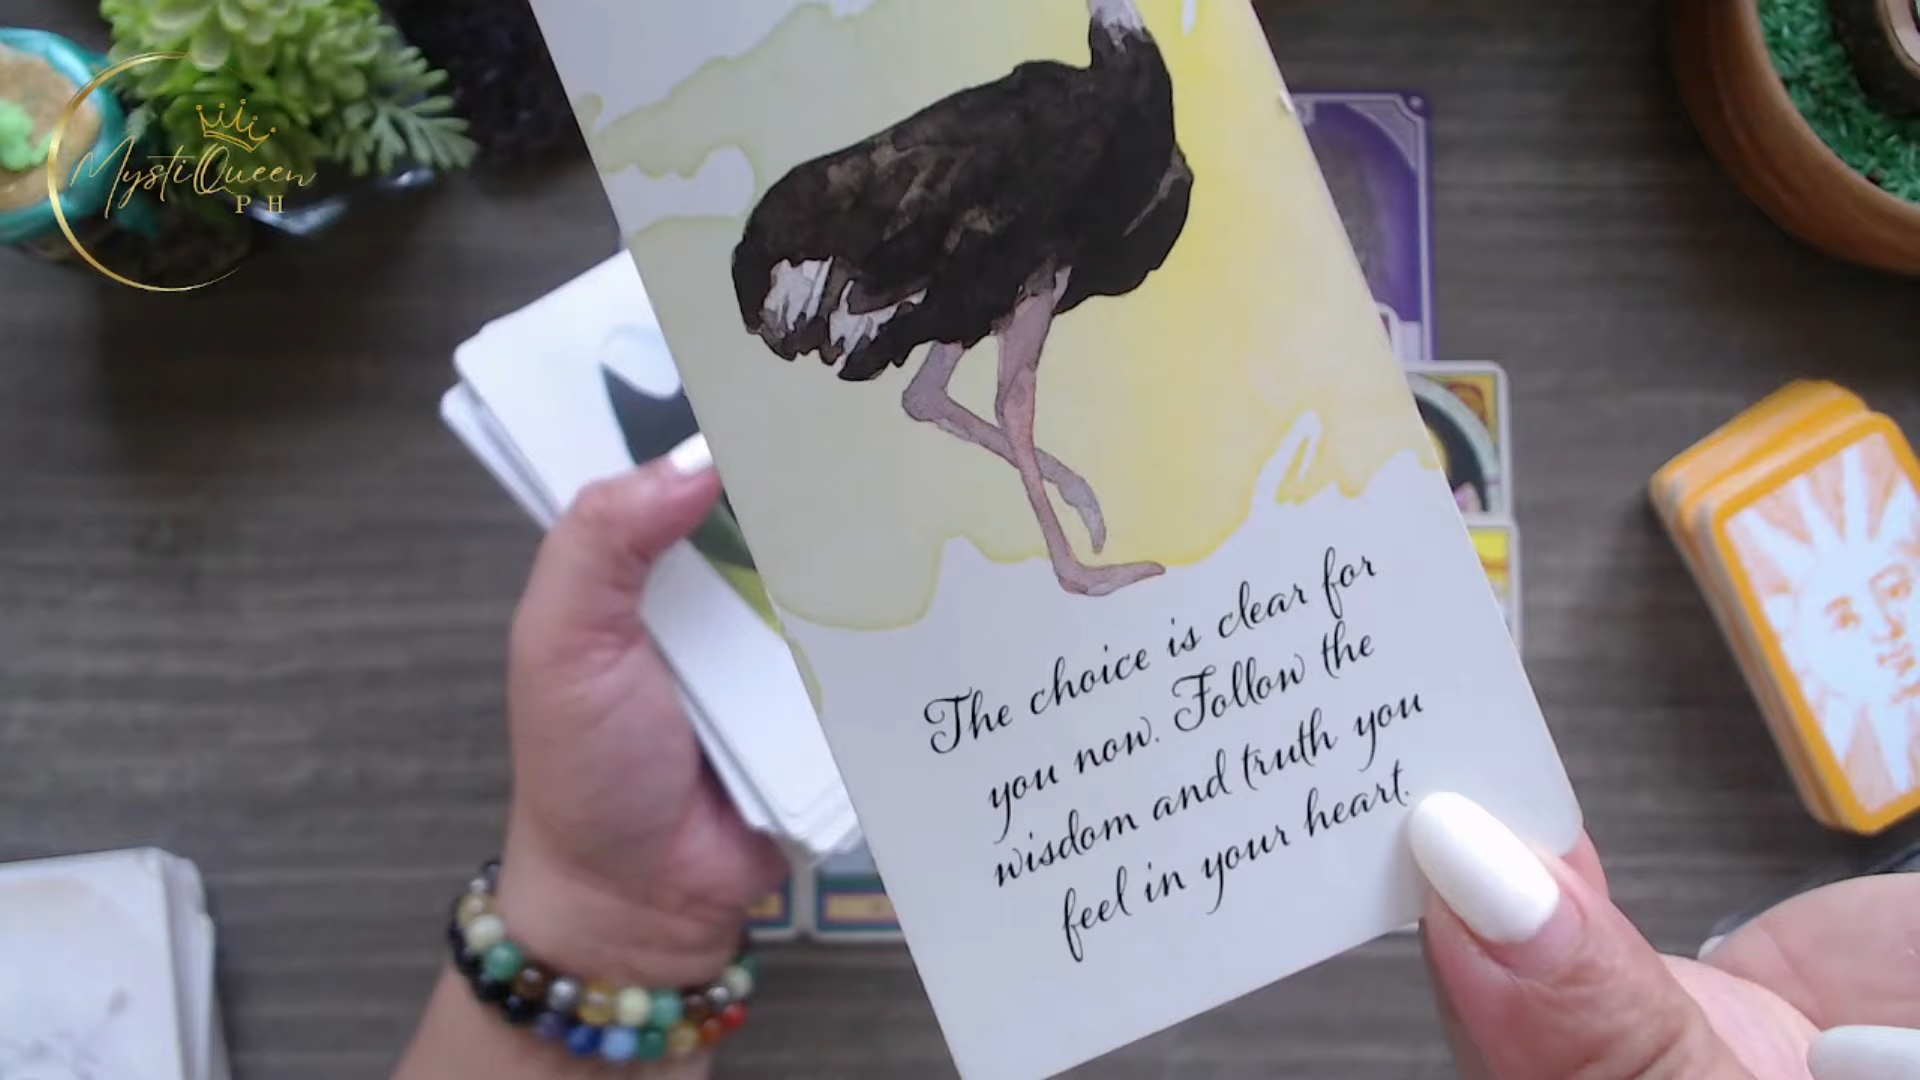 MystiQueen
PH
The choice is clear for
you now. Follow the
wisdom and truth you
feel in your heart.